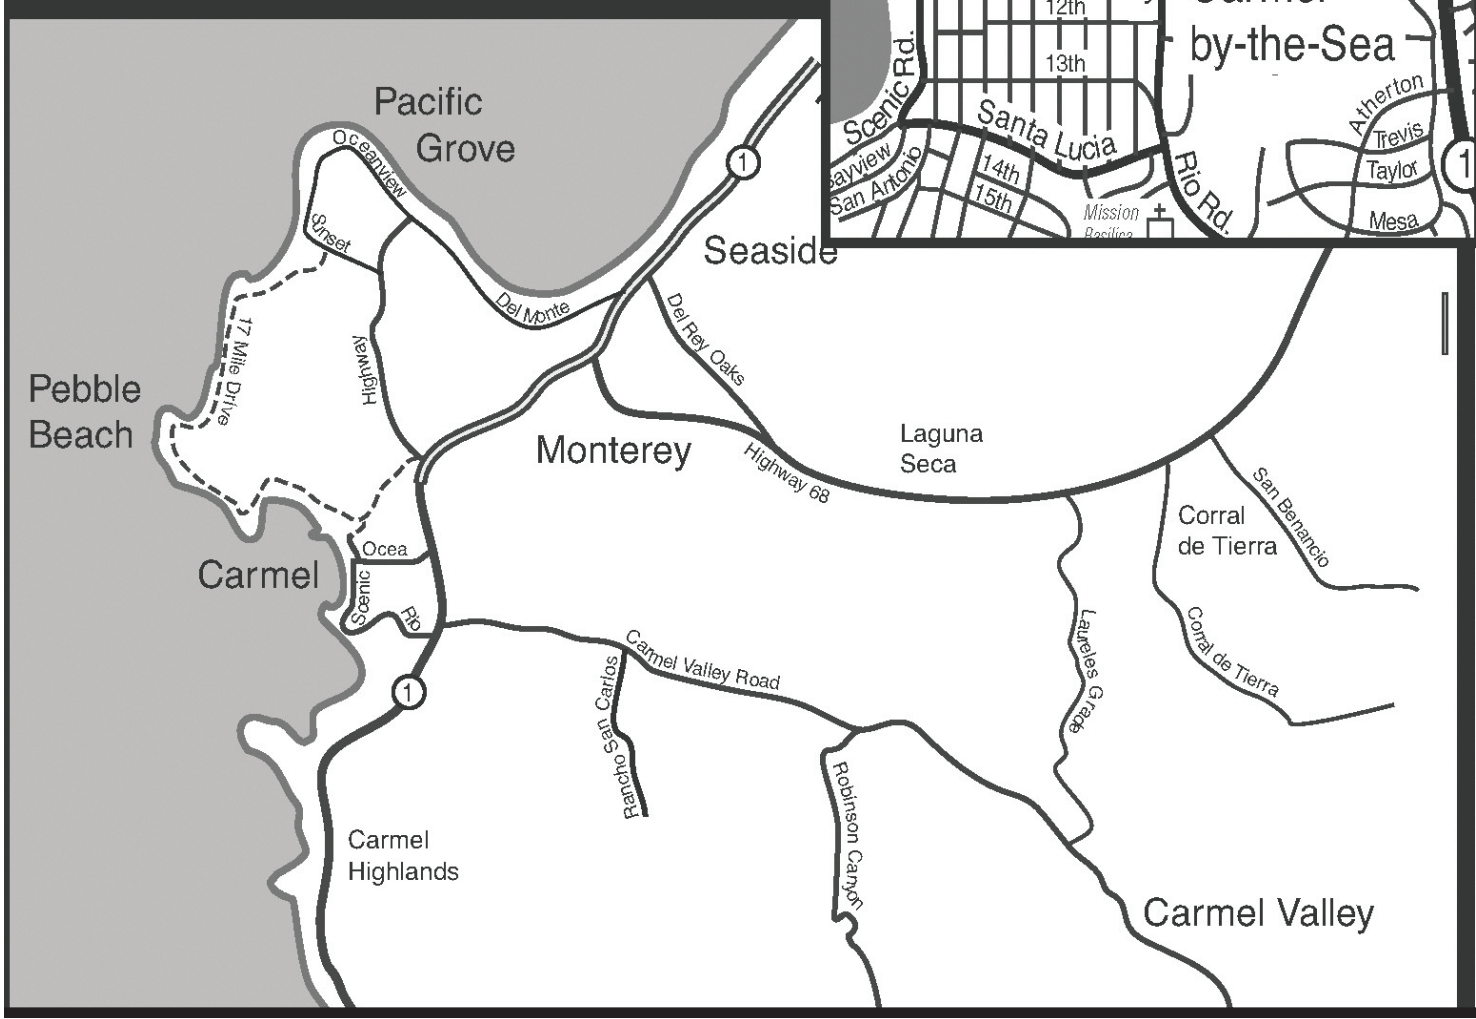 12th
by-the-Sea
13th
Scenic Rd.
Santa Lucia
Atherton
Trevis
Taylor
1
San Antonio
14th
15th
Mission
Rio Rd.
Mesa
Pacific
Grove
Oceanview
1
Sunset
Seaside
Del Monte
Del Rey Oaks
17 Mile Drive
Highway
Pebble
Beach
Monterey
Laguna
Seca
Highway 68
San Benancio
Corral
de Tierra
Ocea
Carmel
Scenic
Rio
Laureles Grade
Corral de Tierra
Carmel Valley Road
Rancho San Carlos
1
Robinson Canyon
Carmel
Highlands
Carmel Valley